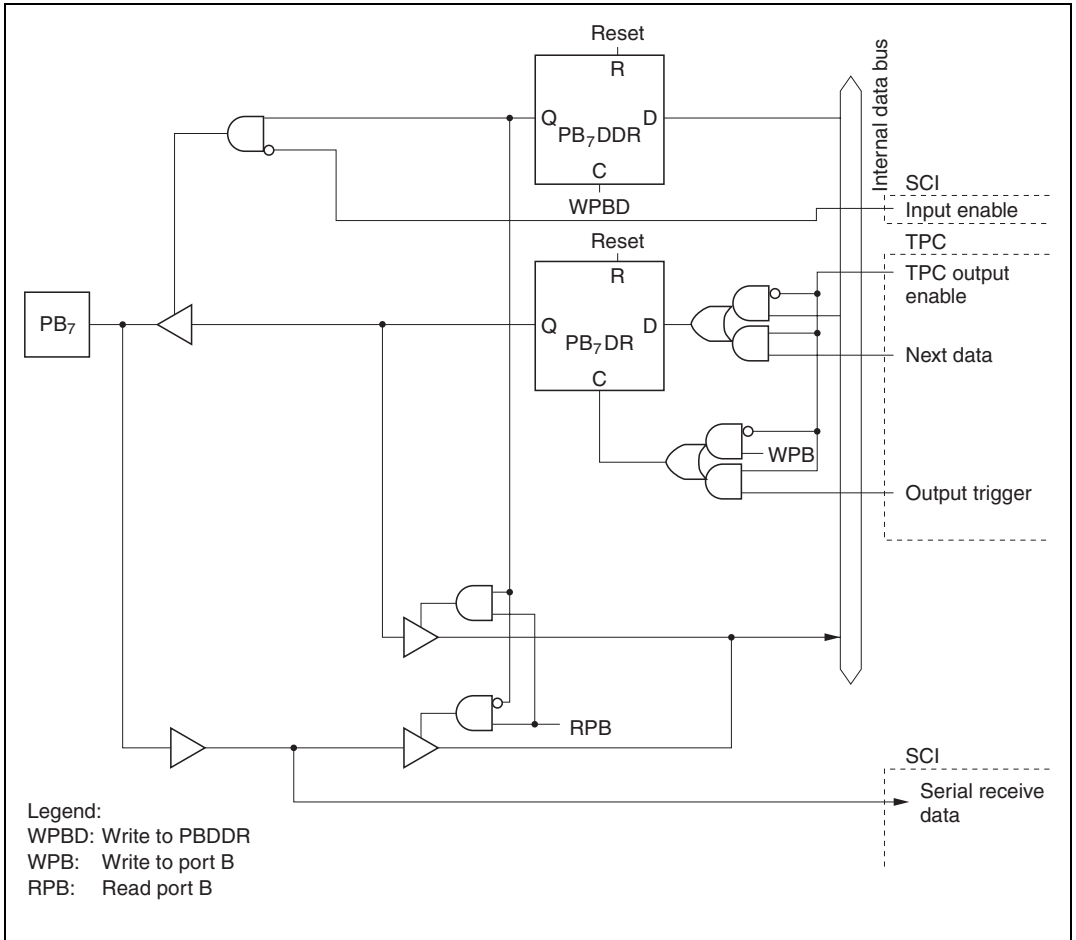 Reset
R
Q
PB7DDR
D
C
WPBD
Internal data bus
SCI
Input enable
TPC
Reset
R
TPC output
enable
PB7
Q
PB7DR
D
C
Next data
WPB
Output trigger
RPB
SCI
Serial receive
data
Legend:
WPBD: Write to PBDDR
WPB: Write to port B
RPB: Read port B